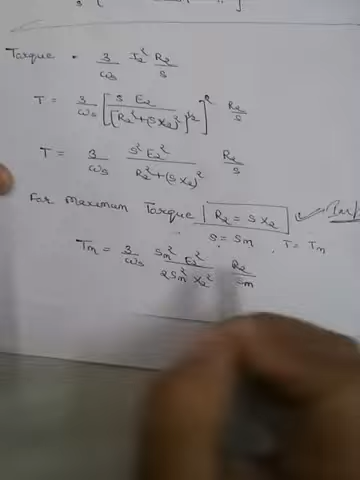 Torque = 3/ωs I₂² R₂/S
T = 3/ωs [S E₂/[R₂²+(S X₂)²]^1/2]² R₂/S
T = 3/ωs S² E₂²/R₂²+(S X₂)² R₂/S
For Maximum Torque R₂ = S X₂
S = Sm , T = Tm
Tm = 3/ωs Sm² E₂²/2Sm² X₂² R₂/Sm